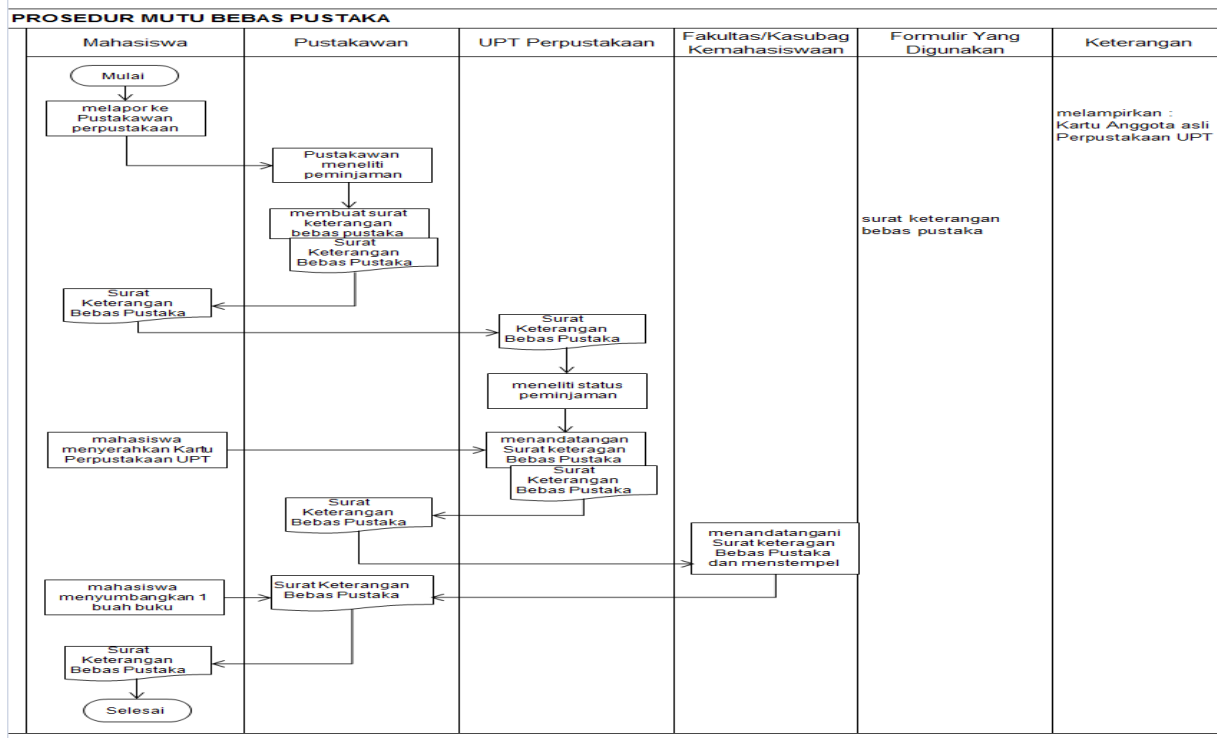 PROSEDUR MUTU BEBAS PUSTAKA
Mahasiswa
Pustakawan
UPT Perpustakaan
Fakultas/Kasubag
Kemahasiswaan
Formulir Yang
Digunakan
Keterangan
Mulai
melapor ke
Pustakawan
perpustakaan
melampirkan :
Kartu Anggota asli
Perpustakaan UPT
Pustakawan
meneliti
peminjaman
membuat surat
keterangan
bebas pustaka
surat keterangan
bebas pustaka
Surat
Keterangan
Bebas Pustaka
Surat
Keterangan
Bebas Pustaka
Surat
Keterangan
Bebas Pustaka
meneliti status
peminjaman
mahasiswa
menyerahkan Kartu
Perpustakaan UPT
menandatangan
Surat keteragan
Bebas Pustaka
Surat
Keterangan
Bebas Pustaka
Surat
Keterangan
Bebas Pustaka
menandatangani
Surat keteragan
Bebas Pustaka
dan menstempel
mahasiswa
menyumbangkan 1
buah buku
Surat Keterangan
Bebas Pustaka
Surat
Keterangan
Bebas Pustaka
Selesai